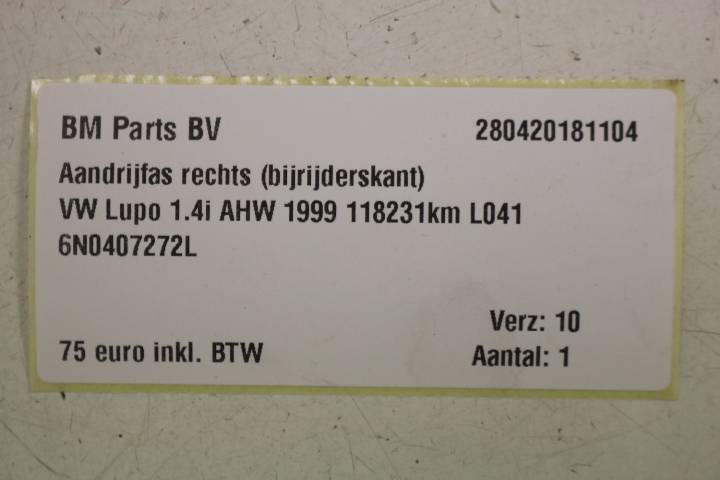 BM Parts BV 280420181104
Aandrijfas rechts (bijrijderskant)
VW Lupo 1.4i AHW 1999 118231km L041
6N0407272L
Verz: 10
75 euro inkl. BTW Aantal: 1